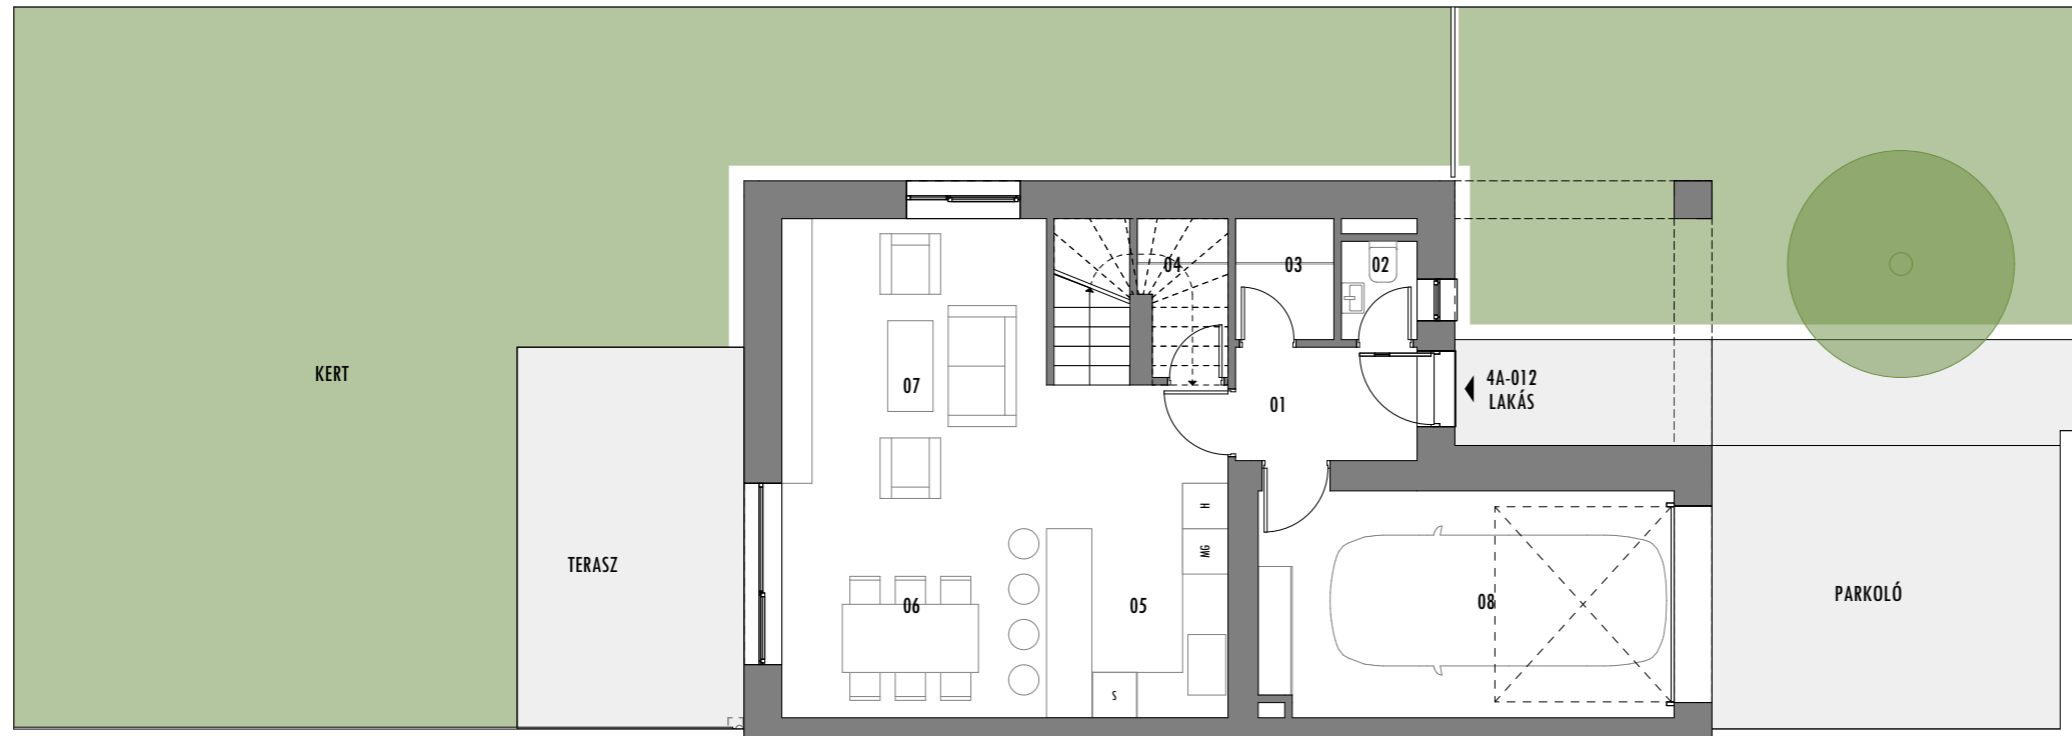 04
03
02
KERT
07
4A-012
LAKÁS
01
H
MG
TERASZ
06
05
08
PARKOLÓ
S